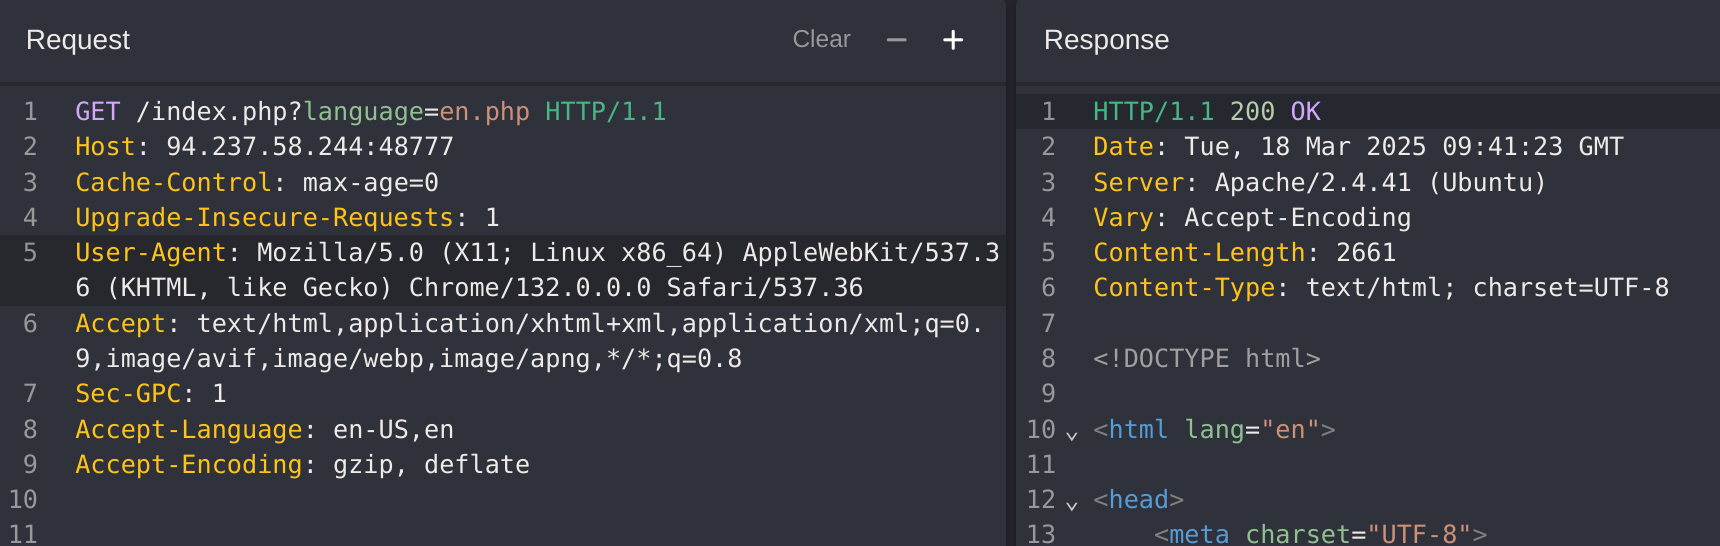 Request
Clear
1 GET /index.php?language=en.php HTTP/1.1
2 Host: 94.237.58.244:48777
3 Cache-Control: max-age=0
4 Upgrade-Insecure-Requests: 1
5 User-Agent: Mozilla/5.0 (X11; Linux x86_64) AppleWebKit/537.3
6 (KHTML, like Gecko) Chrome/132.0.0.0 Safari/537.36
6 Accept: text/html,application/xhtml+xml,application/xml;q=0.
9,image/avif,image/webp,image/apng,*/*;q=0.8
7 Sec-GPC: 1
8 Accept-Language: en-US,en
9 Accept-Encoding: gzip, deflate
10
11
Response
1 HTTP/1.1 200 OK
2 Date: Tue, 18 Mar 2025 09:41:23 GMT
3 Server: Apache/2.4.41 (Ubuntu)
4 Vary: Accept-Encoding
5 Content-Length: 2661
6 Content-Type: text/html; charset=UTF-8
7
8 <!DOCTYPE html>
9
10 <html lang="en">
11
12 <head>
13 <meta charset="UTF-8">